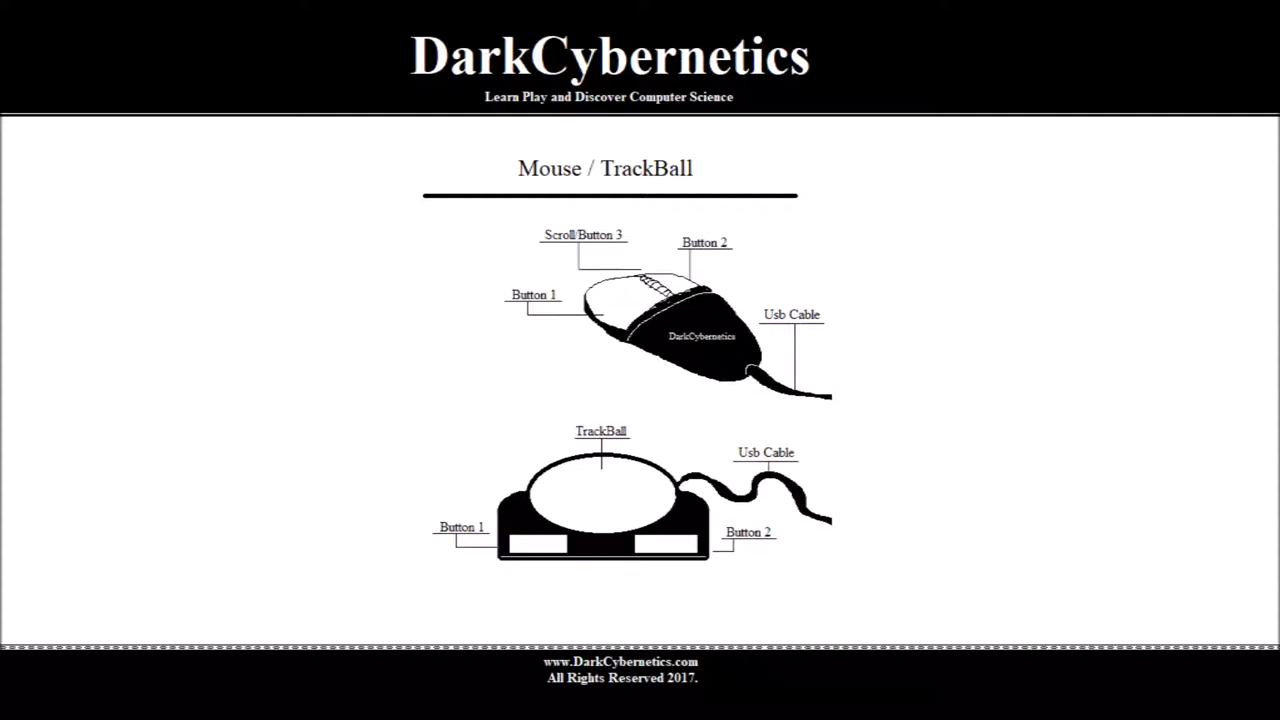 DarkCybernetics
Learn Play and Discover Computer Science
Mouse / TrackBall
Scroll/Button 3
Button 2
Button 1
Usb Cable
DarkCybernetics
TrackBall
Usb Cable
Button 1
Button 2
www.DarkCybernetics.com
All Rights Reserved 2017.